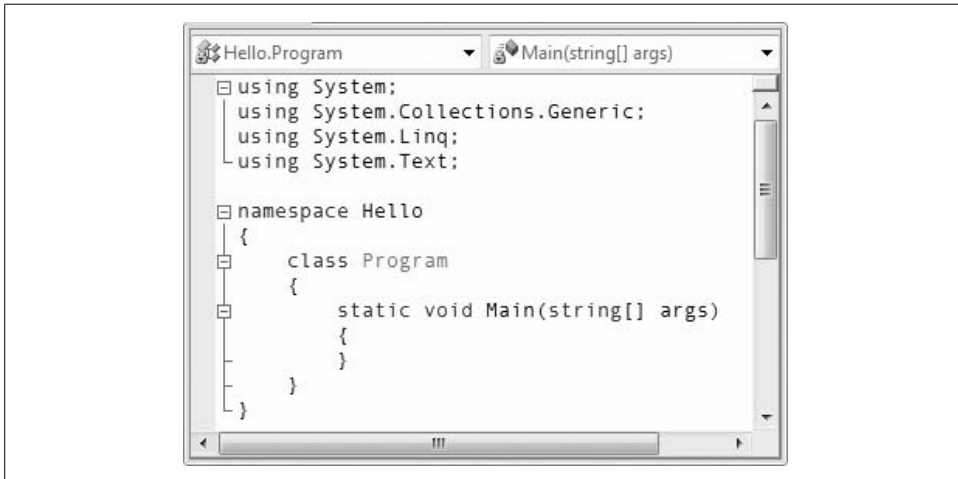 Hello.Program Main(string[] args)
using System;
using System.Collections.Generic;
using System.Linq;
using System.Text;
namespace Hello
{
class Program
{
static void Main(string[] args)
{
}
}
}